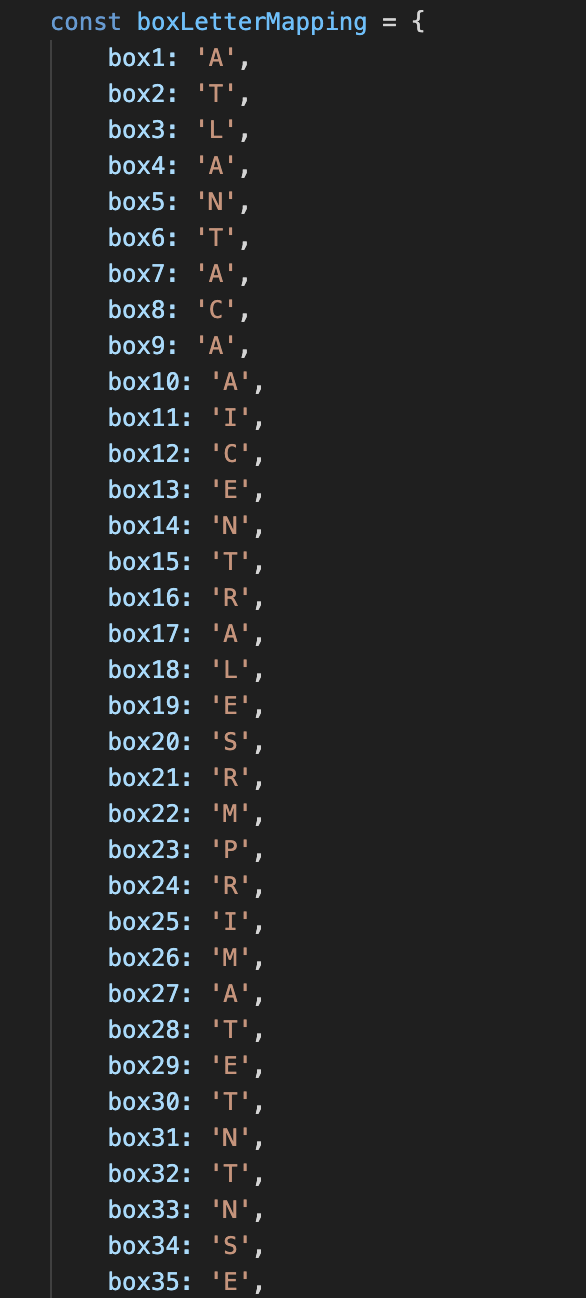 const boxLetterMapping = {
box1: 'A',
box2: 'T',
box3: 'L',
box4: 'A',
box5: 'N',
box6: 'T',
box7: 'A',
box8: 'C',
box9: 'A',
box10: 'A',
box11: 'I',
box12: 'C',
box13: 'E',
box14: 'N',
box15: 'T',
box16: 'R',
box17: 'A',
box18: 'L',
box19: 'E',
box20: 'S',
box21: 'R',
box22: 'M',
box23: 'P',
box24: 'R',
box25: 'I',
box26: 'M',
box27: 'A',
box28: 'T',
box29: 'E',
box30: 'T',
box31: 'N',
box32: 'T',
box33: 'N',
box34: 'S',
box35: 'E',